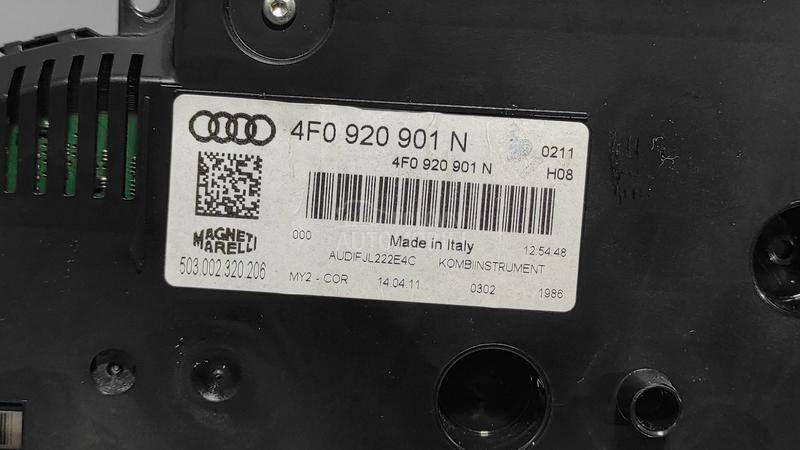 4F0 920 901 N
0211
4F0 920 901 N
H08
MAGNETI
MARELLI
000
Made in Italy
12:54:48
AUDIFJL222E4C KOMBIINSTRUMENT
503.002.320.206
MY2 - COR 14.04.11 0302 1986